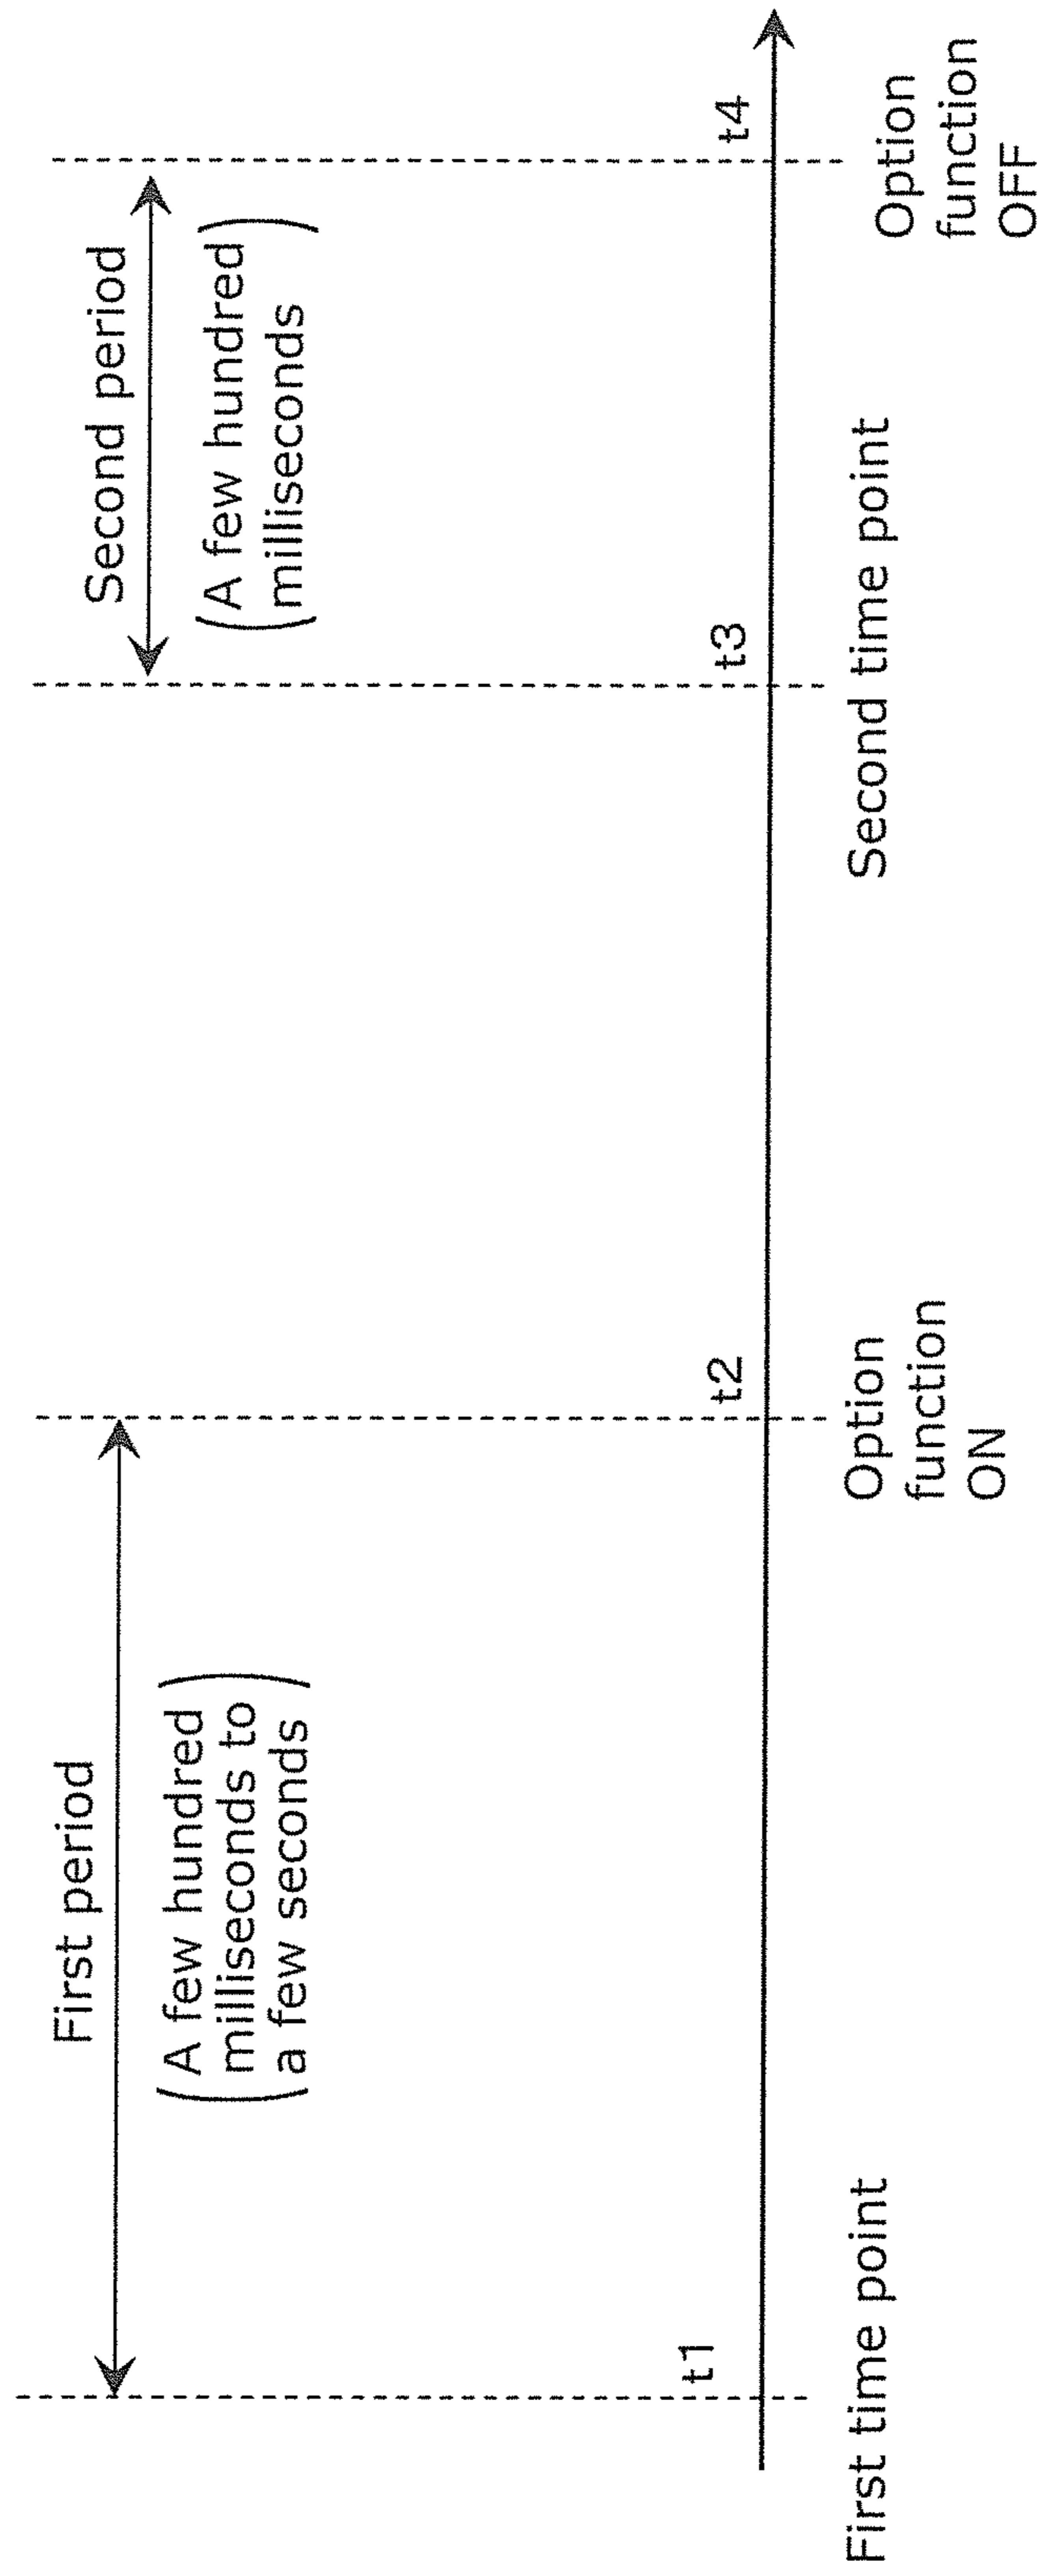 First period
(A few hundred
milliseconds to
a few seconds)
Second period
(A few hundred
milliseconds)
t1
t2
t3
t4
First time point
Option
function
ON
Second time point
Option
function
OFF